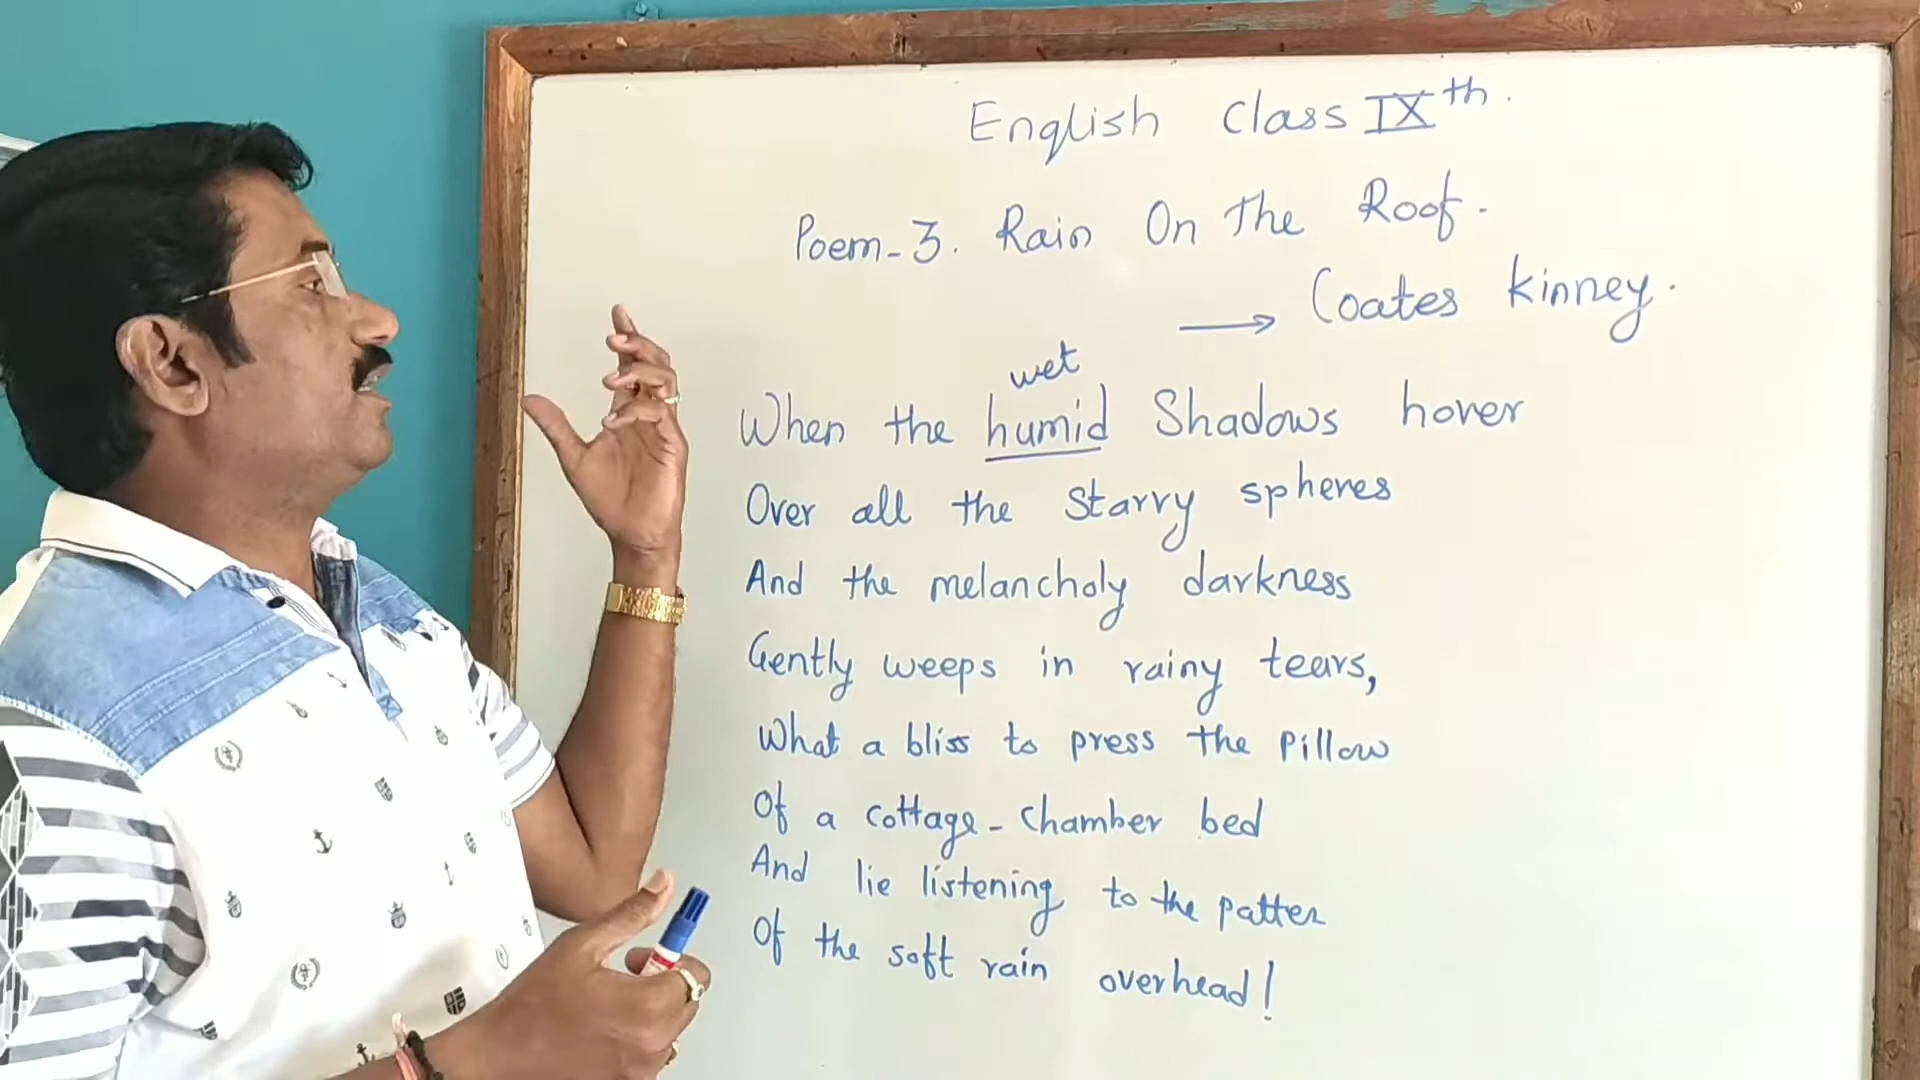 English Class IXth.
Poem-3. Rain On The Roof.
→ Coates kinney.
wet
When the humid Shadows hover
Over all the Starry spheres
And the melancholy darkness
Gently weeps in rainy tears,
What a bliss to press the Pillow
Of a cottage-chamber bed
And lie listening to the patter
Of the soft rain overhead!